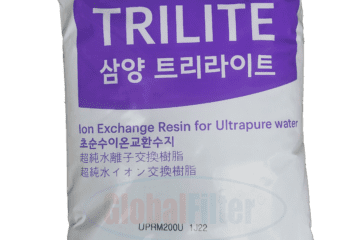 TRILITE
삼양 트리라이트
Ion Exchange Resin for Ultrapure water
초순수이온교환수지
超純水離子交換樹脂
超純水イオン交換樹脂
GlobalFilter
UPHM200U 1J22